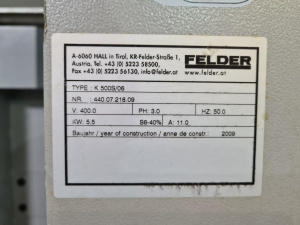 A-6060 HALL in Tirol, KR-Felder-Straße 1,
Austria, Tel. +43 (0) 5223 58500,
Fax +43 (0) 5223 56130, info@felder.at
FELDER
www.felder.at
TYPE : K 500S/06
NR. : 440.07.218.09
V: 400.0 PH: 3.0 HZ: 50.0
KW: 5.5 S6-40% A: 11.0
Baujahr / year of construction / anne de constr.: 2009